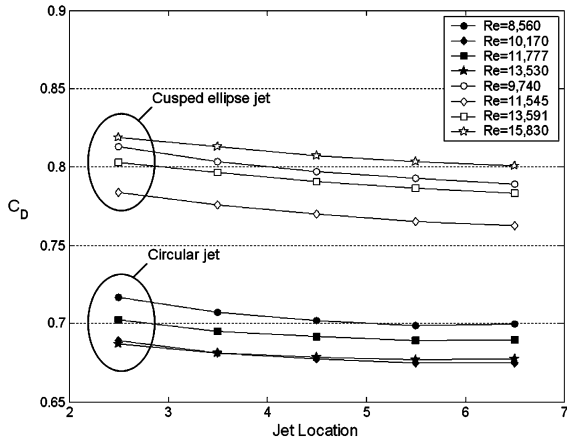 0.9
0.85
0.8
0.75
0.7
0.65
2
3
4
5
6
7
C_D
Jet Location
Cusped ellipse jet
Circular jet
Re=8,560
Re=10,170
Re=11,777
Re=13,530
Re=9,740
Re=11,545
Re=13,591
Re=15,830